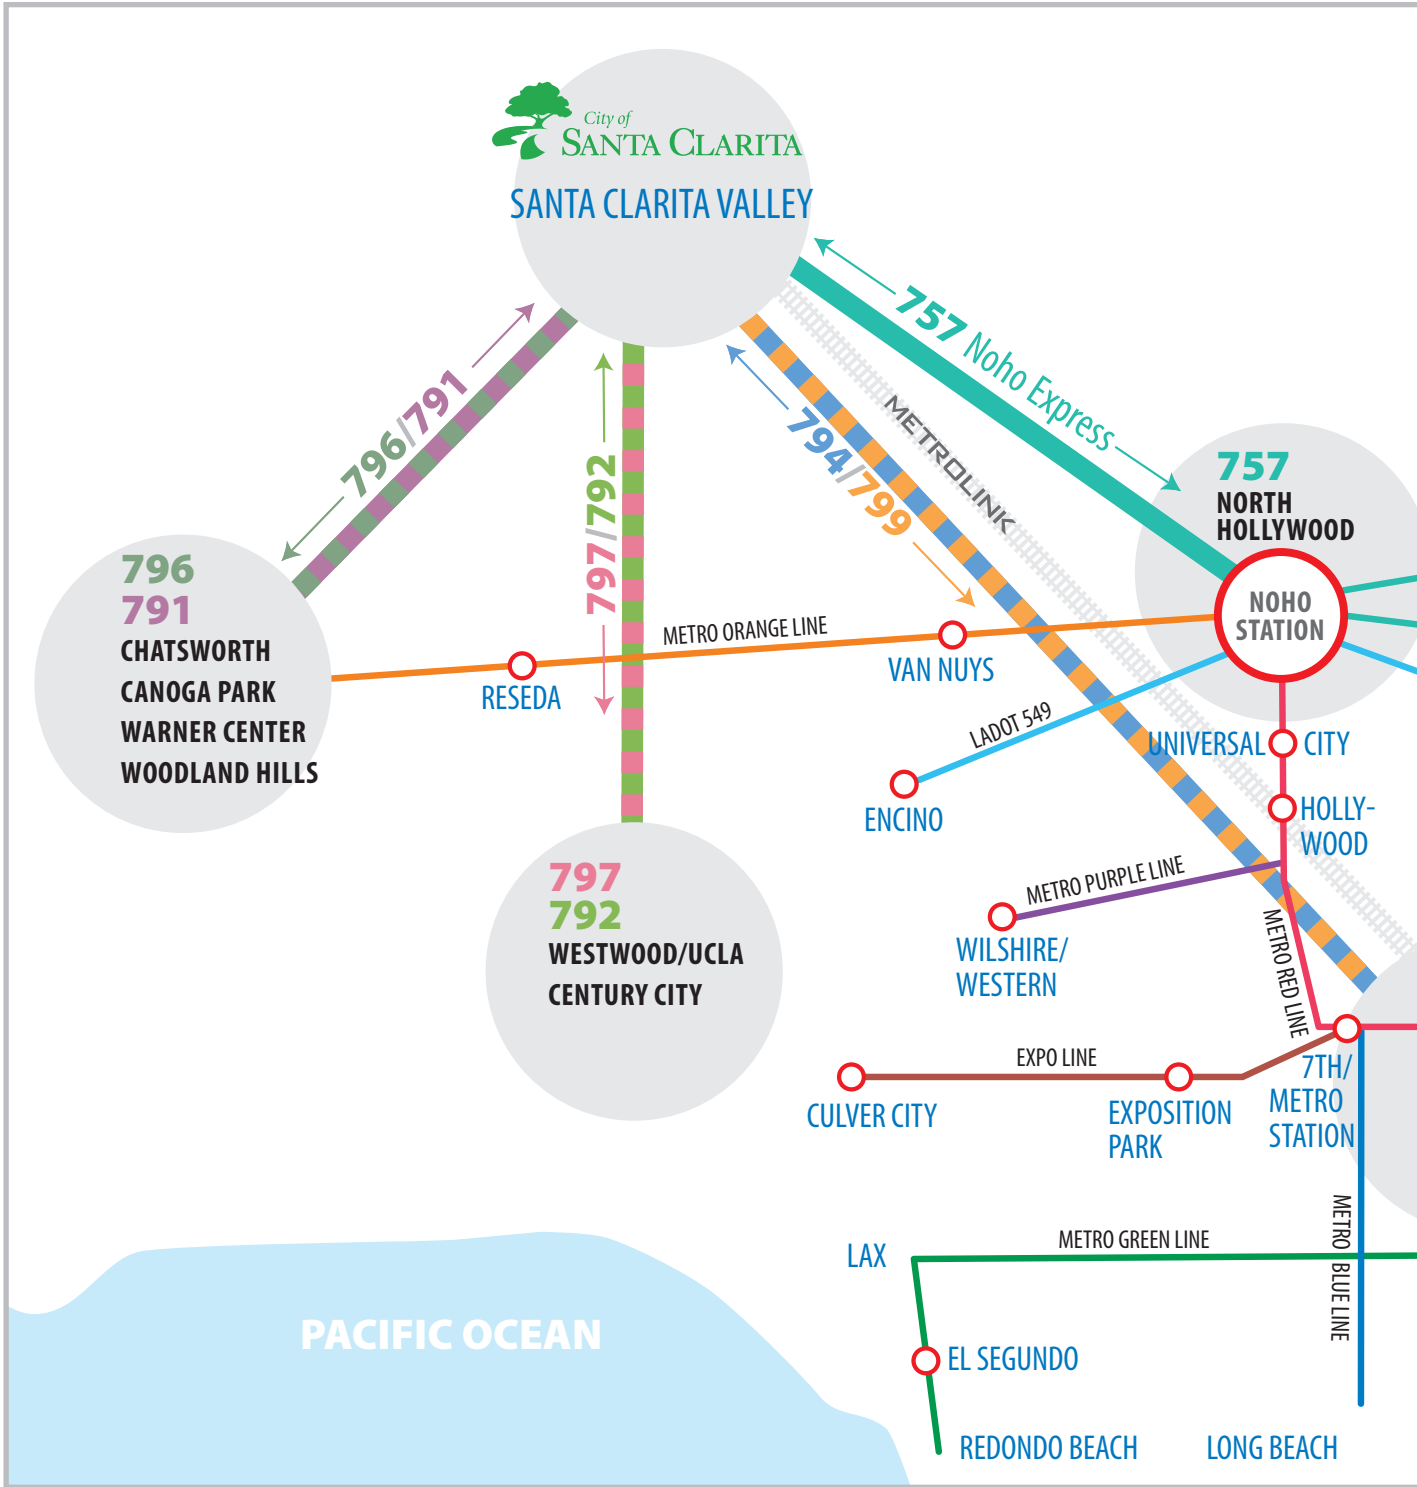 City of
SANTA CLARITA
SANTA CLARITA VALLEY
757 Noho Express
796/791
797/792
794/799
METROLINK
757
NORTH
HOLLYWOOD
NOHO
STATION
796
791
CHATSWORTH
CANOGA PARK
WARNER CENTER
WOODLAND HILLS
METRO ORANGE LINE
RESEDA
VAN NUYS
LADOT 549
ENCINO
UNIVERSAL CITY
HOLLY-
WOOD
797
792
WESTWOOD/UCLA
CENTURY CITY
METRO PURPLE LINE
WILSHIRE/
WESTERN
METRO RED LINE
EXPO LINE
CULVER CITY
EXPOSITION
PARK
7TH/
METRO
STATION
METRO BLUE LINE
METRO GREEN LINE
LAX
EL SEGUNDO
REDONDO BEACH
LONG BEACH
PACIFIC OCEAN